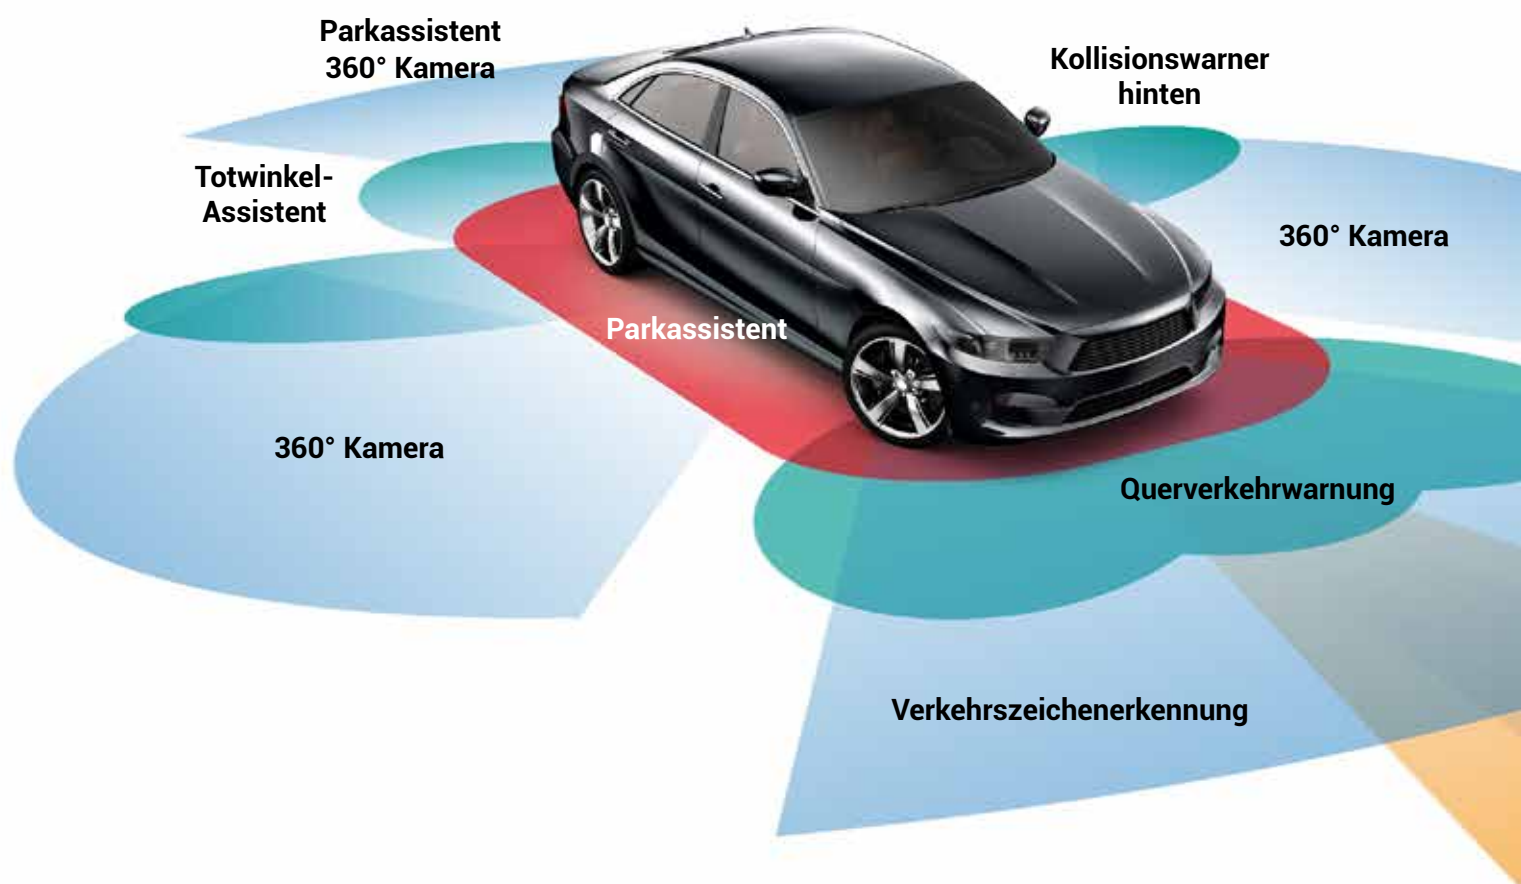 Parkassistent
360° Kamera
Kollisionswarner
hinten
Totwinkel-
Assistent
360° Kamera
Parkassistent
360° Kamera
Querverkehrwarnung
Verkehrszeichenerkennung